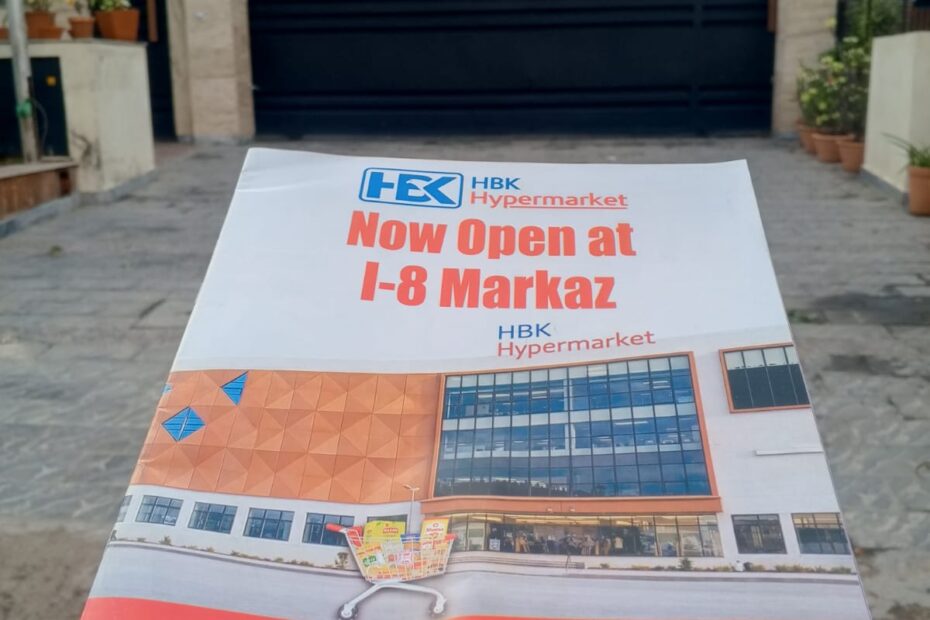 HBK
HBK
Hypermarket
Now Open at
I-8 Markaz
HBK
Hypermarket